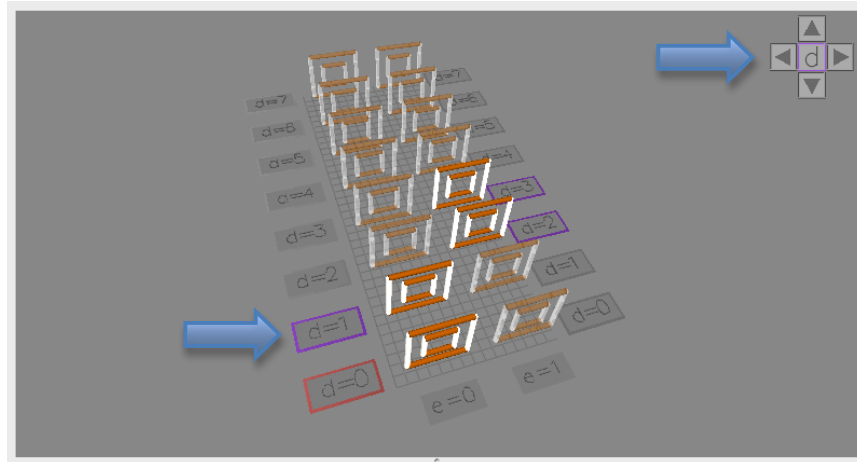 d
d=7 d=7
d=6 d=6
d=5 =5
d=4 d=4
d=3 d=3
d=2 d=2
d=1 d=1
d=0 d=0
e=0 e=1